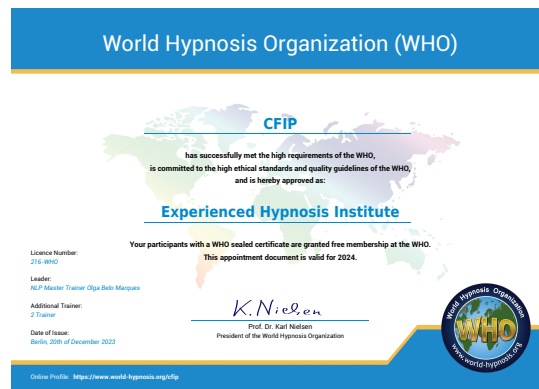 World Hypnosis Organization (WHO)
CFIP
has successfully met the high requirements of the WHO,
is committed to the high ethical standards and quality guidelines of the WHO,
and is hereby approved as:
Experienced Hypnosis Institute
Your participants with a WHO sealed certificate are granted free membership at the WHO.
This appointment document is valid for 2024.
Licence Number:
216-WHO
Leader:
NLP Master Trainer Olga Belo Marques
Additional Trainer:
2 Trainer
Date of Issue:
Berlin, 20th of December 2023
K. Nielsen
Prof. Dr. Karl Nielsen
President of the World Hypnosis Organization
World Hypnosis Organization
WHO
www.world-hypnosis.org
Online Profile: https://www.world-hypnosis.org/cfip